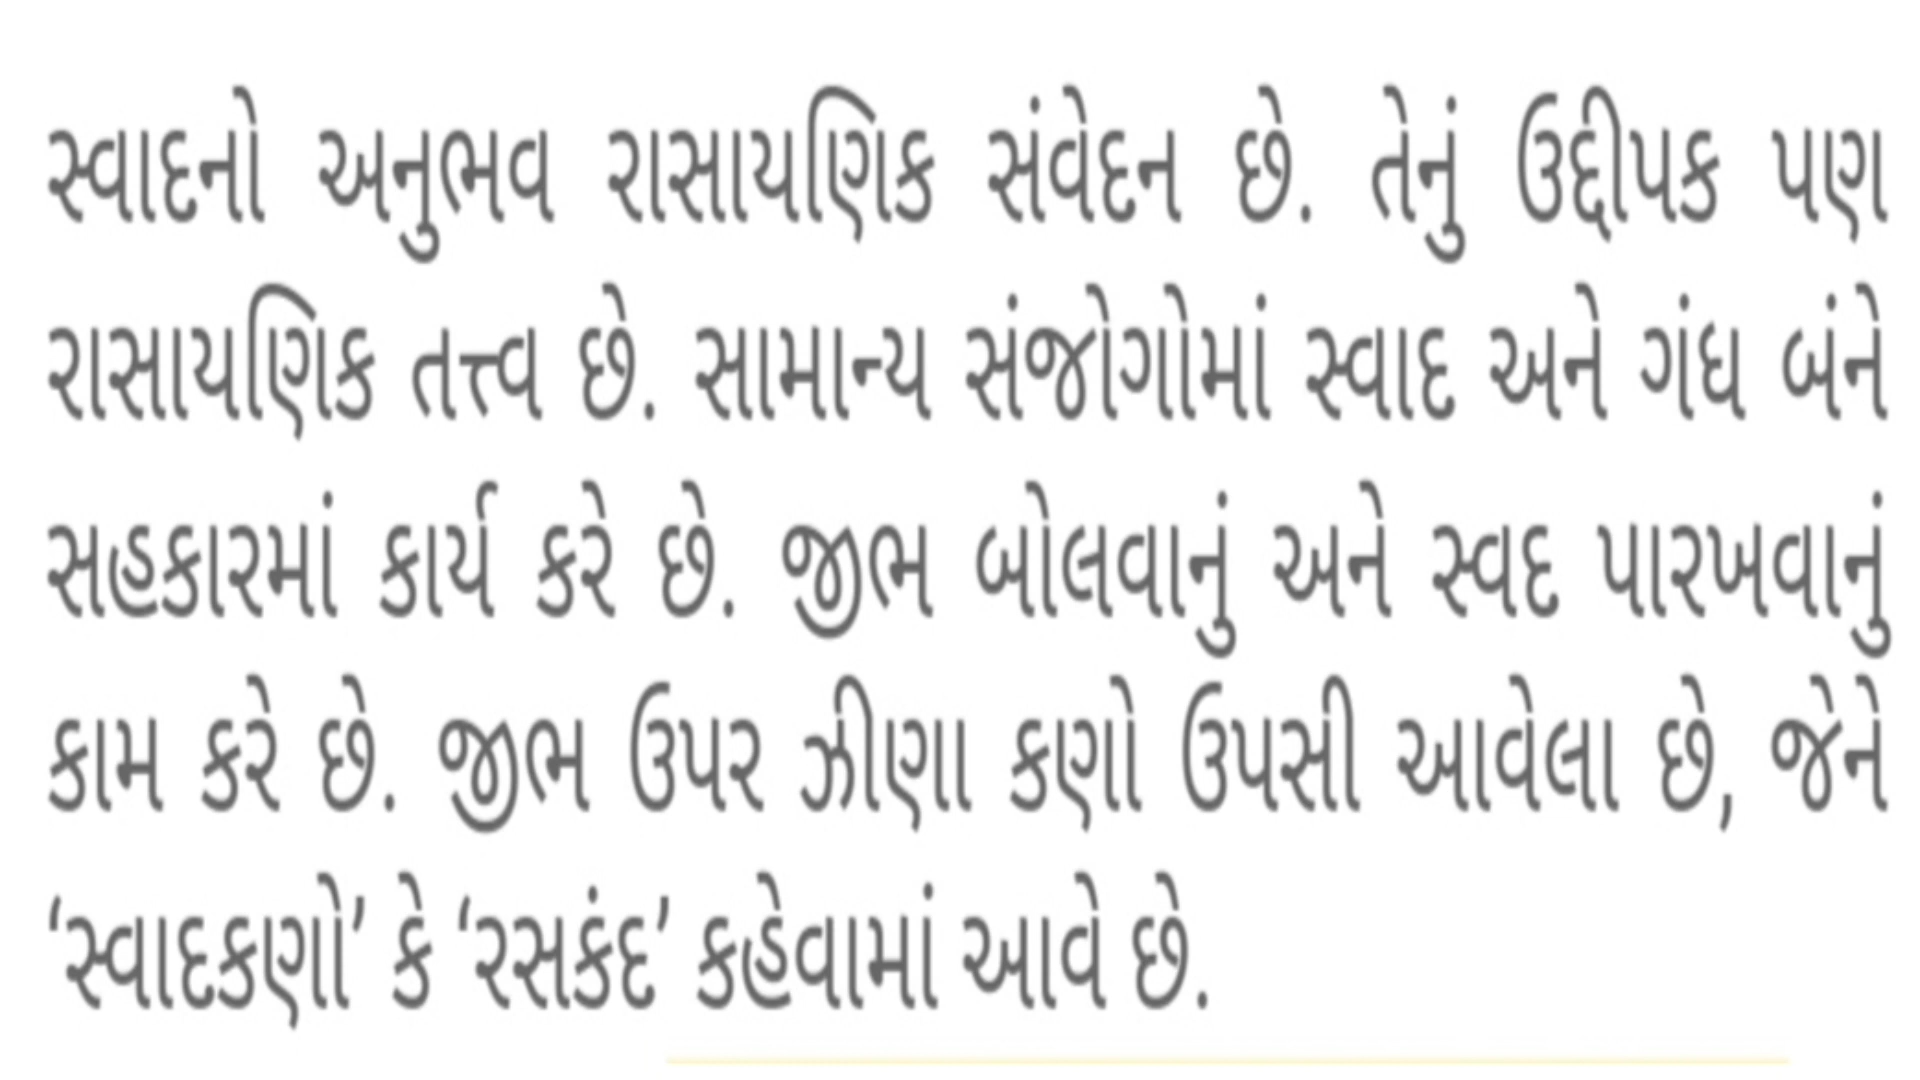 સ્વાદનો અનુભવ રાસાયણિક સંવેદન છે. તેનું ઉદ્દીપક પણ
રાસાયણિક તત્ત્વ છે. સામાન્ય સંજોગોમાં સ્વાદ અને ગંધ બંને
સહકારમાં કાર્ય કરે છે. જીભ બોલવાનું અને સ્વદ પારખવાનું
કામ કરે છે. જીભ ઉપર ઝીણા કણો ઉપસી આવેલા છે, જેને
‘સ્વાદકણો’ કે ‘રસકંદ’ કહેવામાં આવે છે.